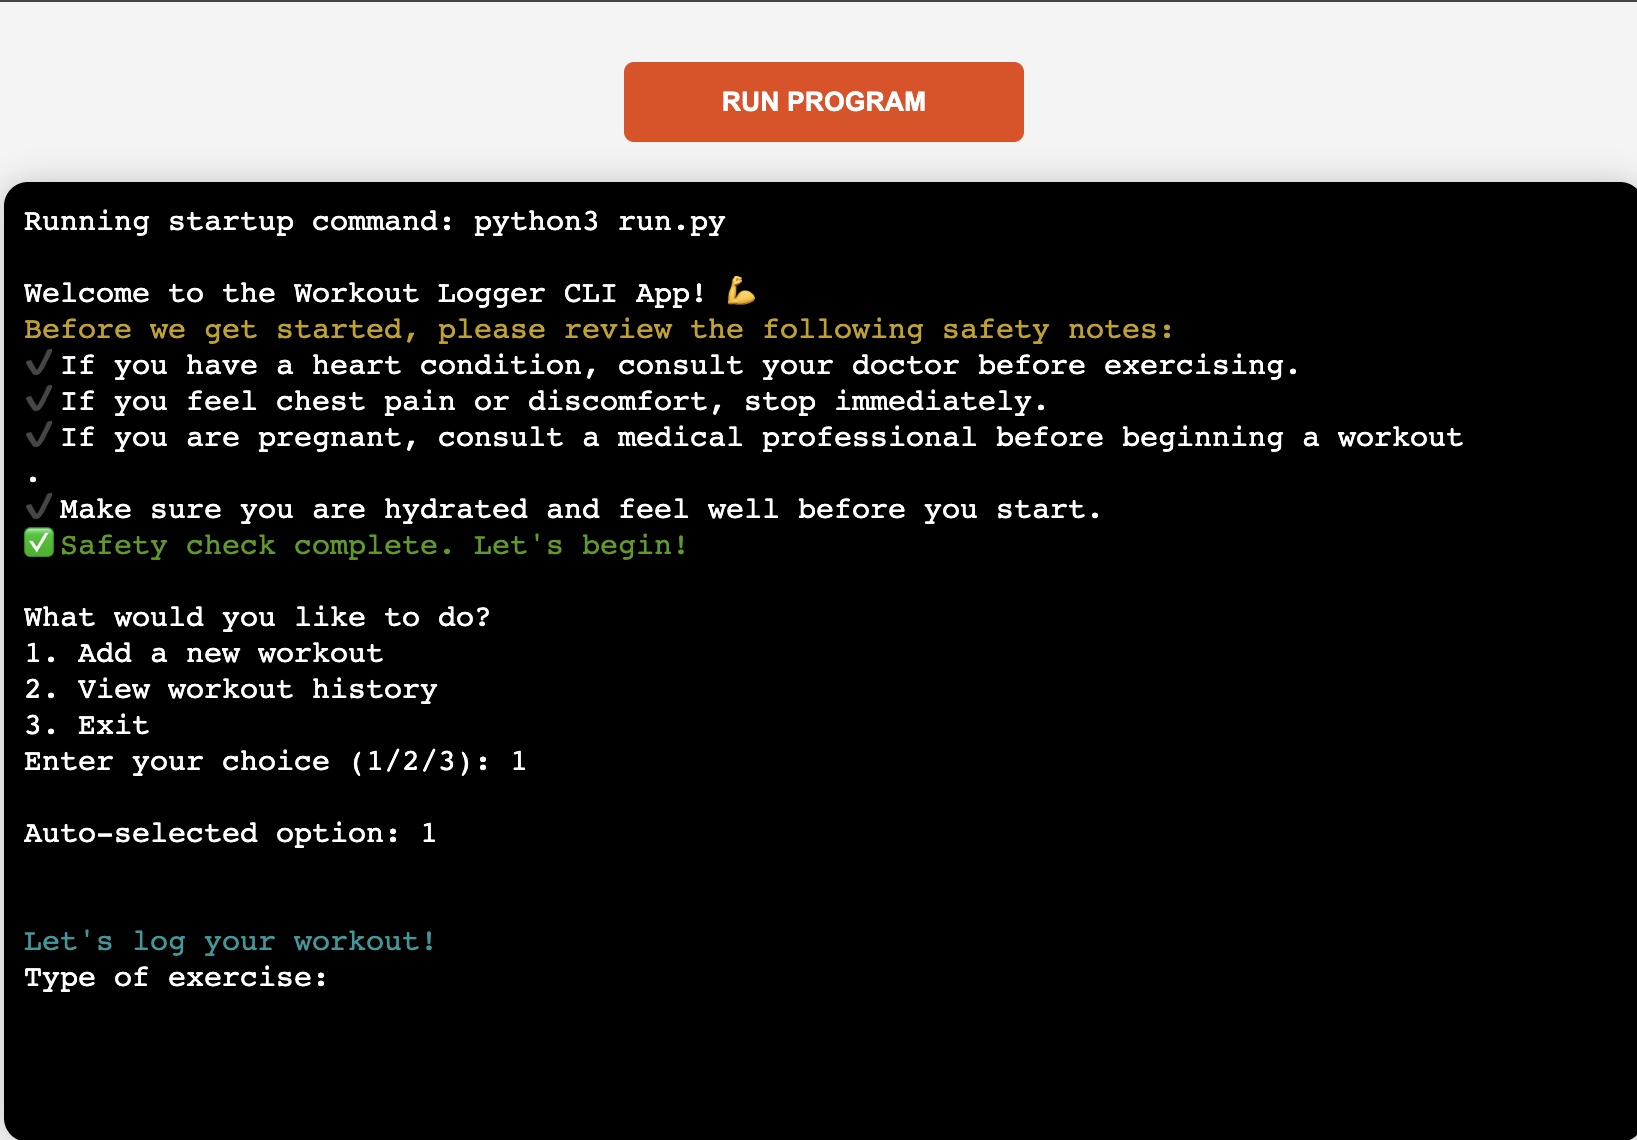 RUN PROGRAM
Running startup command: python3 run.py
Welcome to the Workout Logger CLI App! 💪
Before we get started, please review the following safety notes:
✔️If you have a heart condition, consult your doctor before exercising.
✔️If you feel chest pain or discomfort, stop immediately.
✔️If you are pregnant, consult a medical professional before beginning a workout
.
✔️Make sure you are hydrated and feel well before you start.
✅Safety check complete. Let's begin!
What would you like to do?
1. Add a new workout
2. View workout history
3. Exit
Enter your choice (1/2/3): 1
Auto-selected option: 1
Let's log your workout!
Type of exercise: